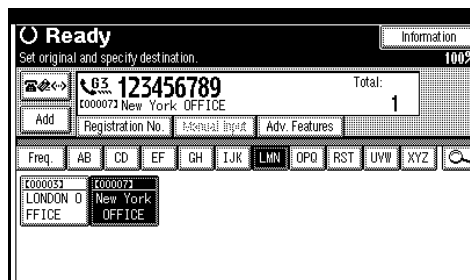 Ready
Information
Set original and specify destination.
100%
G3 123456789
Total:
[00007] New York OFFICE
1
Add
Registration No.
Manual Input
Adv. Features
Freq.
AB
CD
EF
GH
IJK
LMN
OPQ
RST
UVW
XYZ
[00003]
LONDON O
FFICE
[00007]
New York
OFFICE